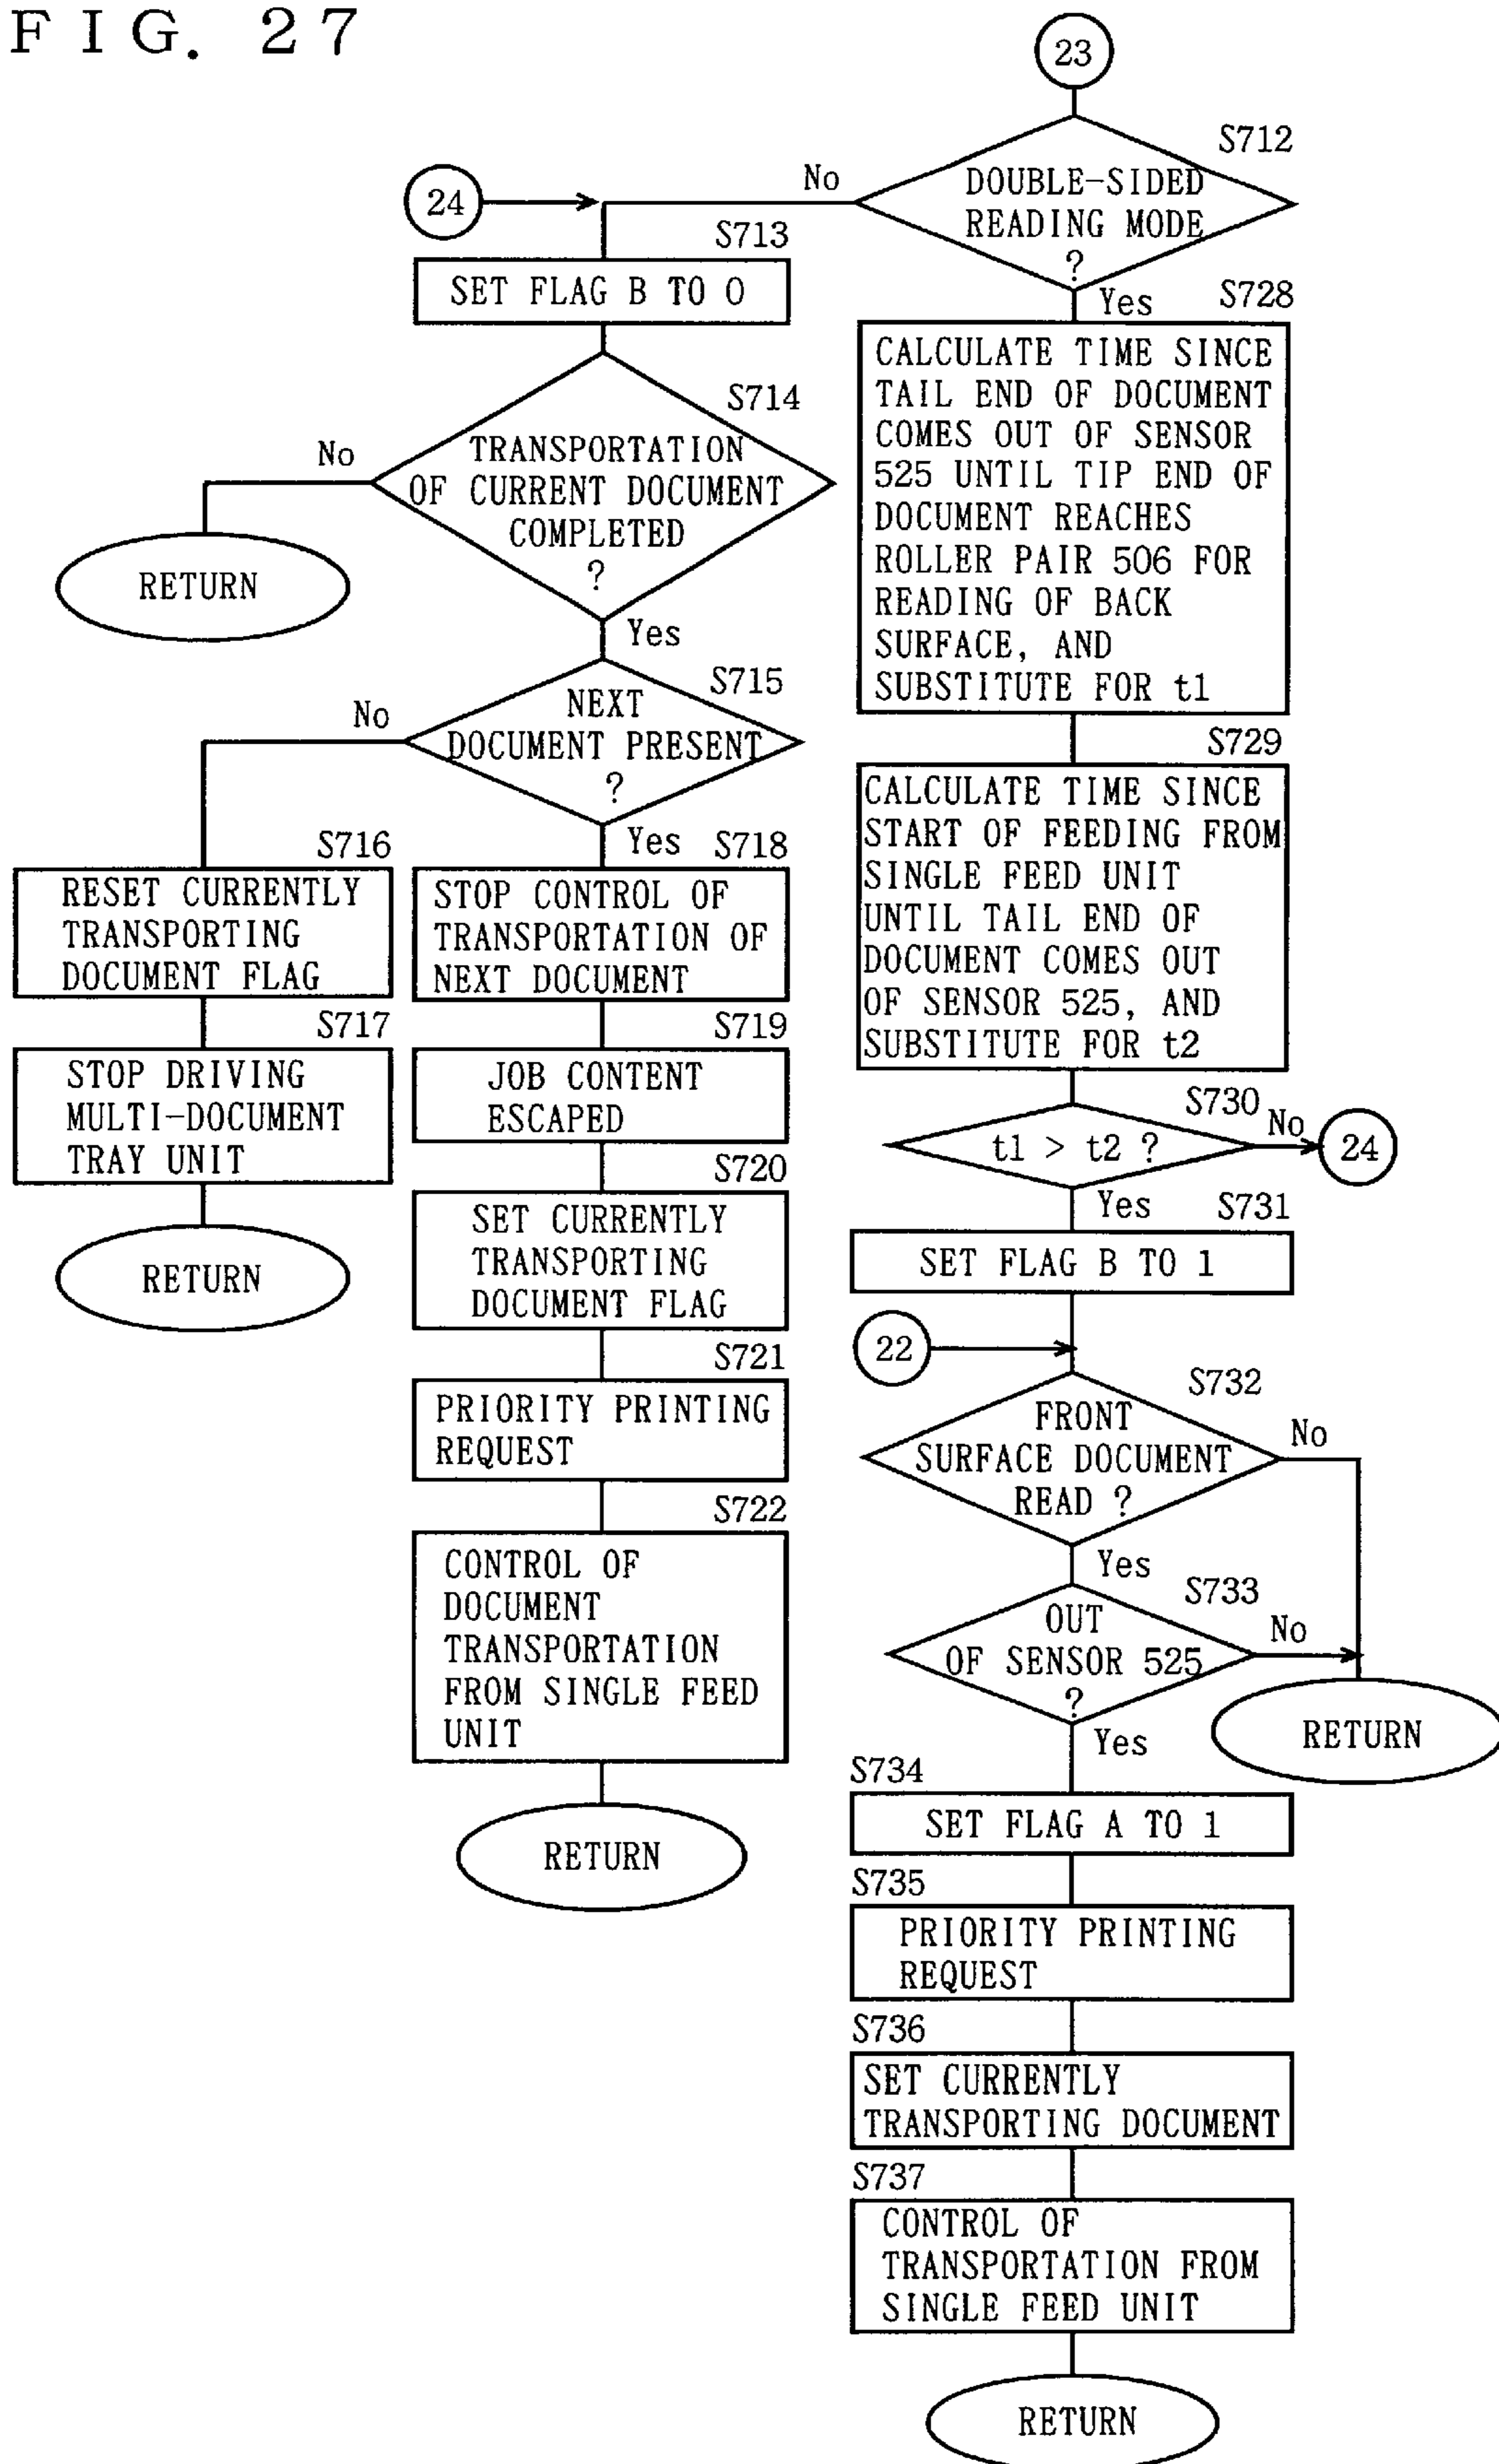 FIG. 27
23
S712
DOUBLE-SIDED
READING MODE
?
No
24
S713
SET FLAG B TO 0
S714
TRANSPORTATION
OF CURRENT DOCUMENT
COMPLETED
?
No
RETURN
Yes
S715
NEXT
DOCUMENT PRESENT
?
No
S716
RESET CURRENTLY
TRANSPORTING
DOCUMENT FLAG
S717
STOP DRIVING
MULTI-DOCUMENT
TRAY UNIT
RETURN
Yes
S718
STOP CONTROL OF
TRANSPORTATION OF
NEXT DOCUMENT
S719
JOB CONTENT
ESCAPED
S720
SET CURRENTLY
TRANSPORTING
DOCUMENT FLAG
S721
PRIORITY PRINTING
REQUEST
S722
CONTROL OF
DOCUMENT
TRANSPORTATION
FROM SINGLE FEED
UNIT
RETURN
Yes
S728
CALCULATE TIME SINCE
TAIL END OF DOCUMENT
COMES OUT OF SENSOR
525 UNTIL TIP END OF
DOCUMENT REACHES
ROLLER PAIR 506 FOR
READING OF BACK
SURFACE, AND
SUBSTITUTE FOR t1
S729
CALCULATE TIME SINCE
START OF FEEDING FROM
SINGLE FEED UNIT
UNTIL TAIL END OF
DOCUMENT COMES OUT
OF SENSOR 525, AND
SUBSTITUTE FOR t2
S730
t1 > t2 ?
No
24
Yes
S731
SET FLAG B TO 1
22
S732
FRONT
SURFACE DOCUMENT
READ ?
No
Yes
S733
OUT
OF SENSOR 525
?
No
RETURN
Yes
S734
SET FLAG A TO 1
S735
PRIORITY PRINTING
REQUEST
S736
SET CURRENTLY
TRANSPORTING DOCUMENT
S737
CONTROL OF
TRANSPORTATION FROM
SINGLE FEED UNIT
RETURN